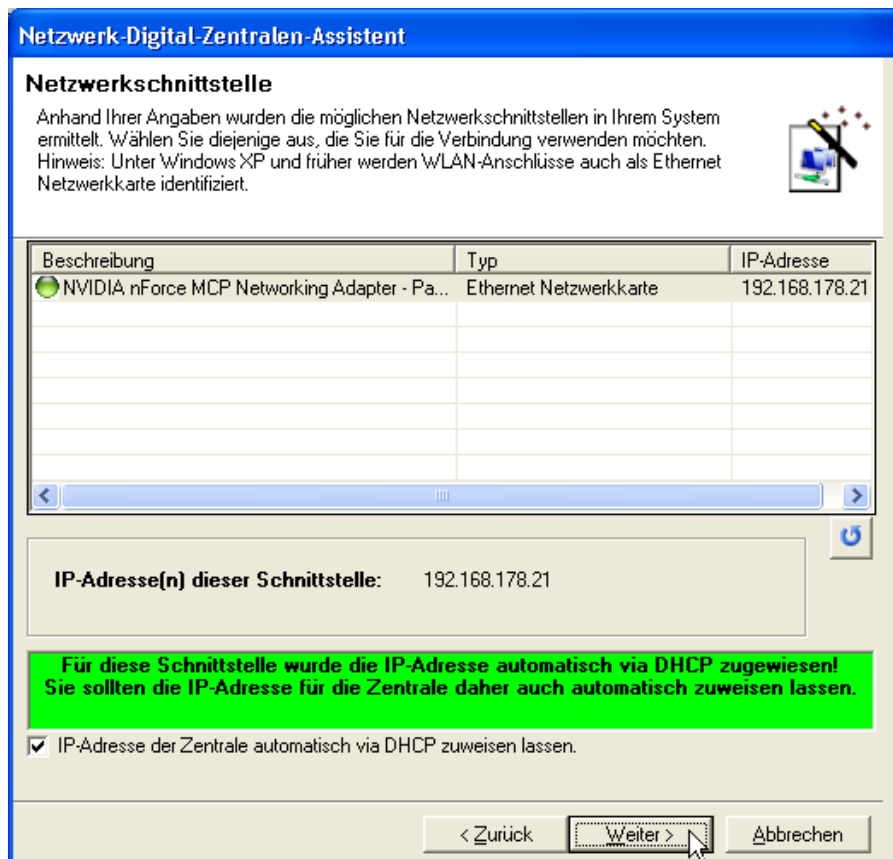 Netzwerk-Digital-Zentralen-Assistent
Netzwerkschnittstelle
Anhand Ihrer Angaben wurden die möglichen Netzwerkschnittstellen in Ihrem System
ermittelt. Wählen Sie diejenige aus, die Sie für die Verbindung verwenden möchten.
Hinweis: Unter Windows XP und früher werden WLAN-Anschlüsse auch als Ethernet
Netzwerkkarte identifiziert.
Beschreibung Typ IP-Adresse
NVIDIA nForce MCP Networking Adapter - Pa... Ethernet Netzwerkkarte 192.168.178.21
IP-Adresse(n) dieser Schnittstelle: 192.168.178.21
Für diese Schnittstelle wurde die IP-Adresse automatisch via DHCP zugewiesen!
Sie sollten die IP-Adresse für die Zentrale daher auch automatisch zuweisen lassen.
IP-Adresse der Zentrale automatisch via DHCP zuweisen lassen.
< Zurück Weiter > Abbrechen